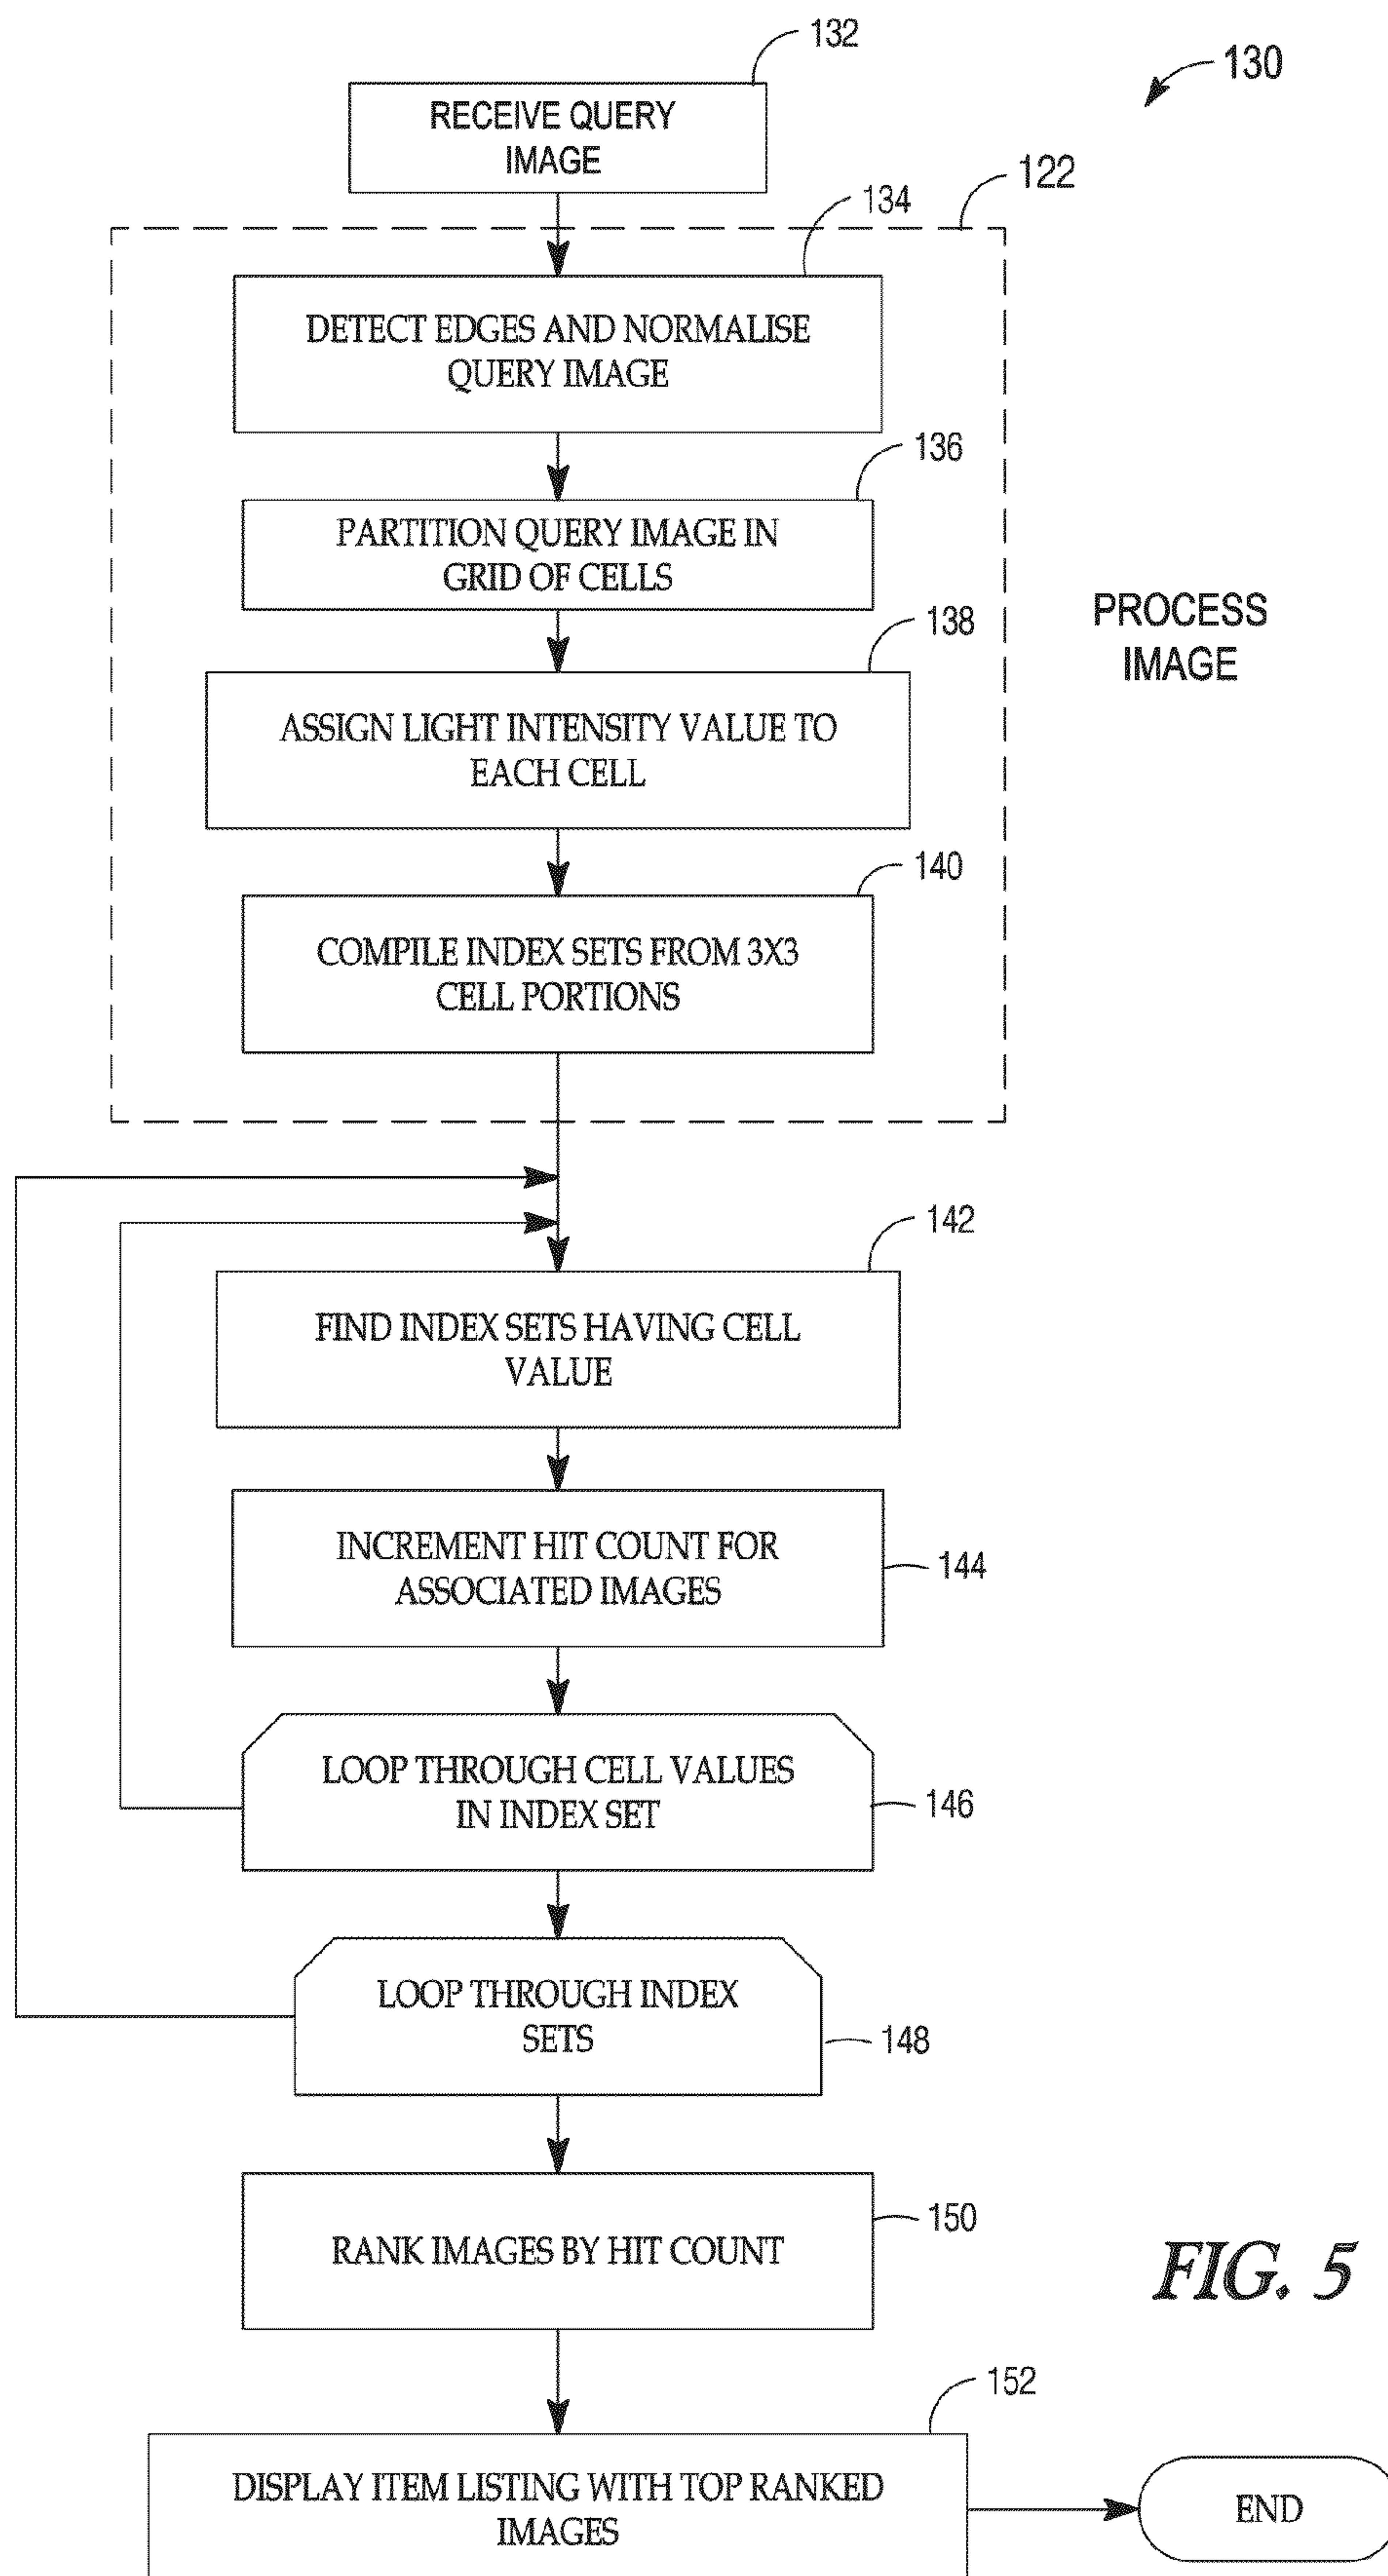 132
130
RECEIVE QUERY
IMAGE
122
134
DETECT EDGES AND NORMALISE
QUERY IMAGE
136
PARTITION QUERY IMAGE IN
GRID OF CELLS
138
PROCESS
IMAGE
ASSIGN LIGHT INTENSITY VALUE TO
EACH CELL
140
COMPILE INDEX SETS FROM 3X3
CELL PORTIONS
142
FIND INDEX SETS HAVING CELL
VALUE
INCREMENT HIT COUNT FOR
ASSOCIATED IMAGES
144
LOOP THROUGH CELL VALUES
IN INDEX SET
146
LOOP THROUGH INDEX
SETS
148
150
RANK IMAGES BY HIT COUNT
FIG. 5
152
DISPLAY ITEM LISTING WITH TOP RANKED
IMAGES
END